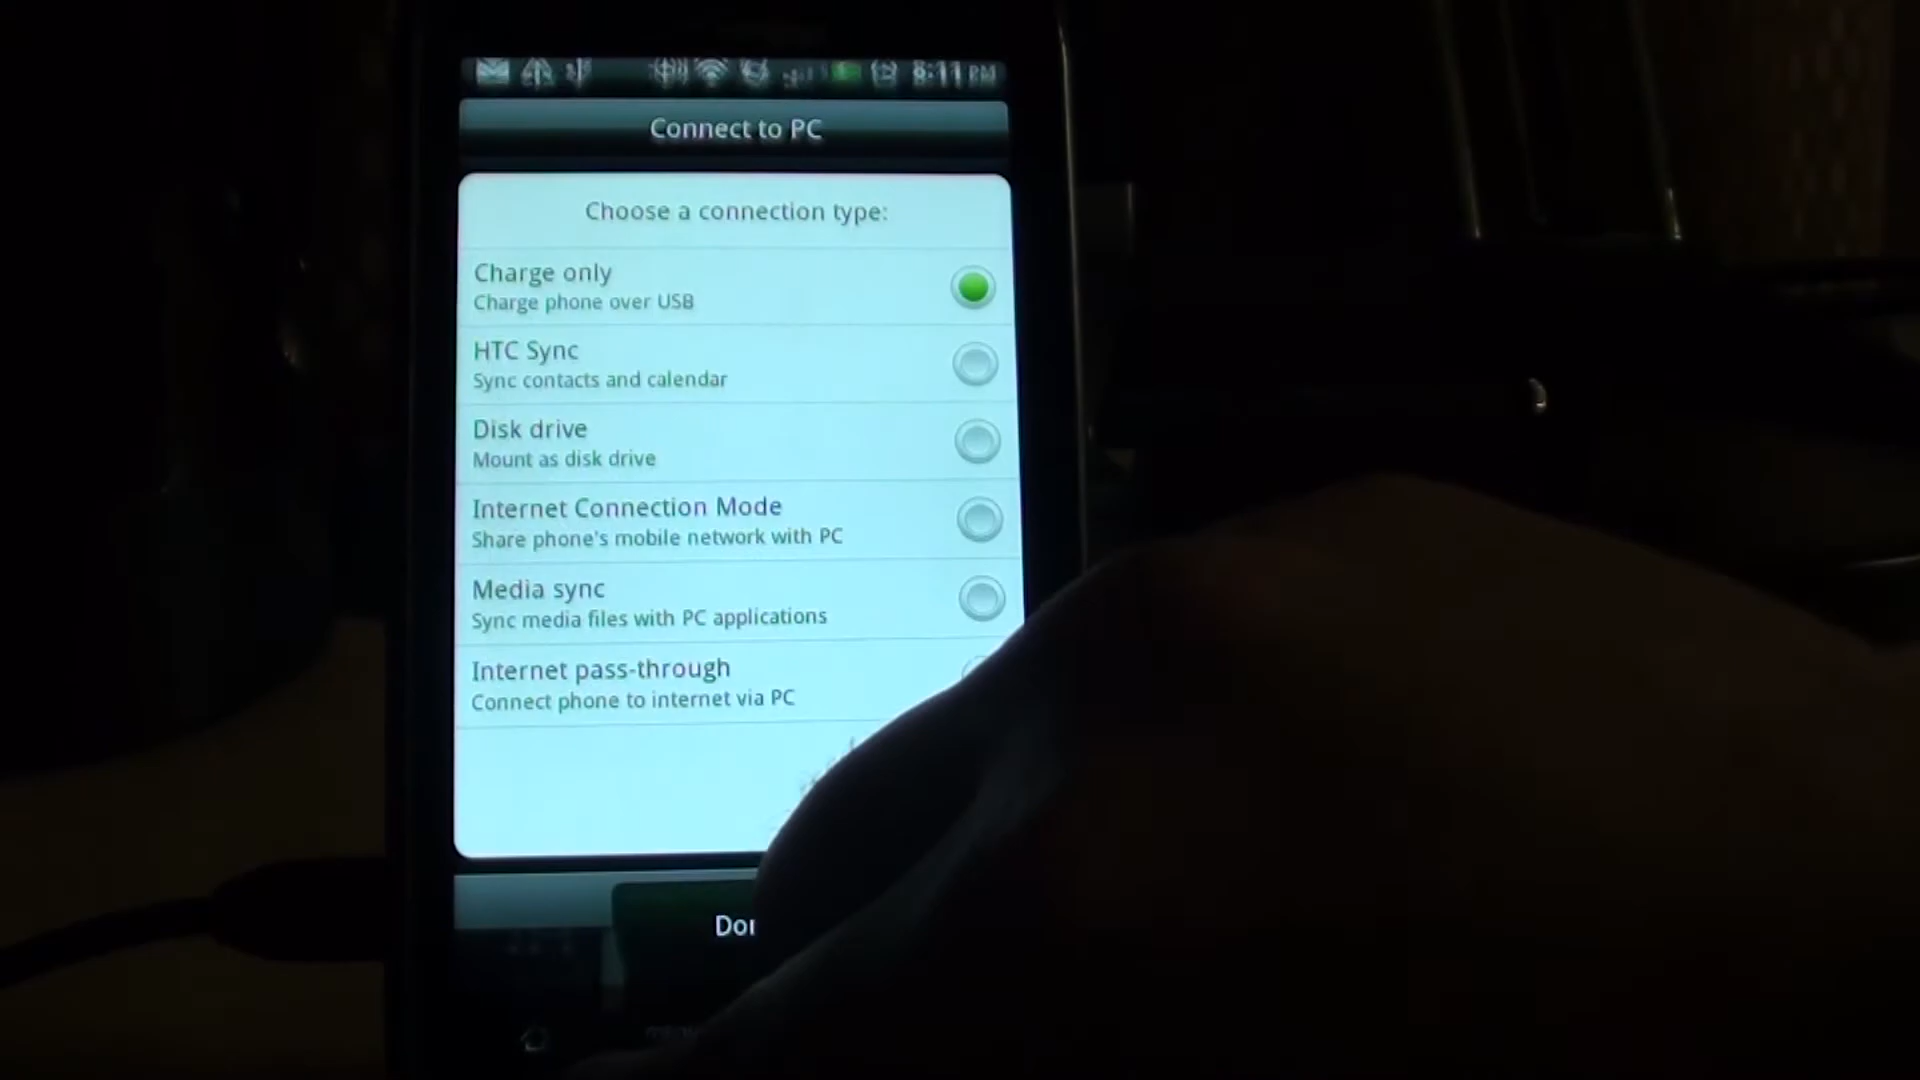 8:11 PM
Connect to PC
Choose a connection type:
Charge only
Charge phone over USB
HTC Sync
Sync contacts and calendar
Disk drive
Mount as disk drive
Internet Connection Mode
Share phone's mobile network with PC
Media sync
Sync media files with PC applications
Internet pass-through
Connect phone to internet via PC